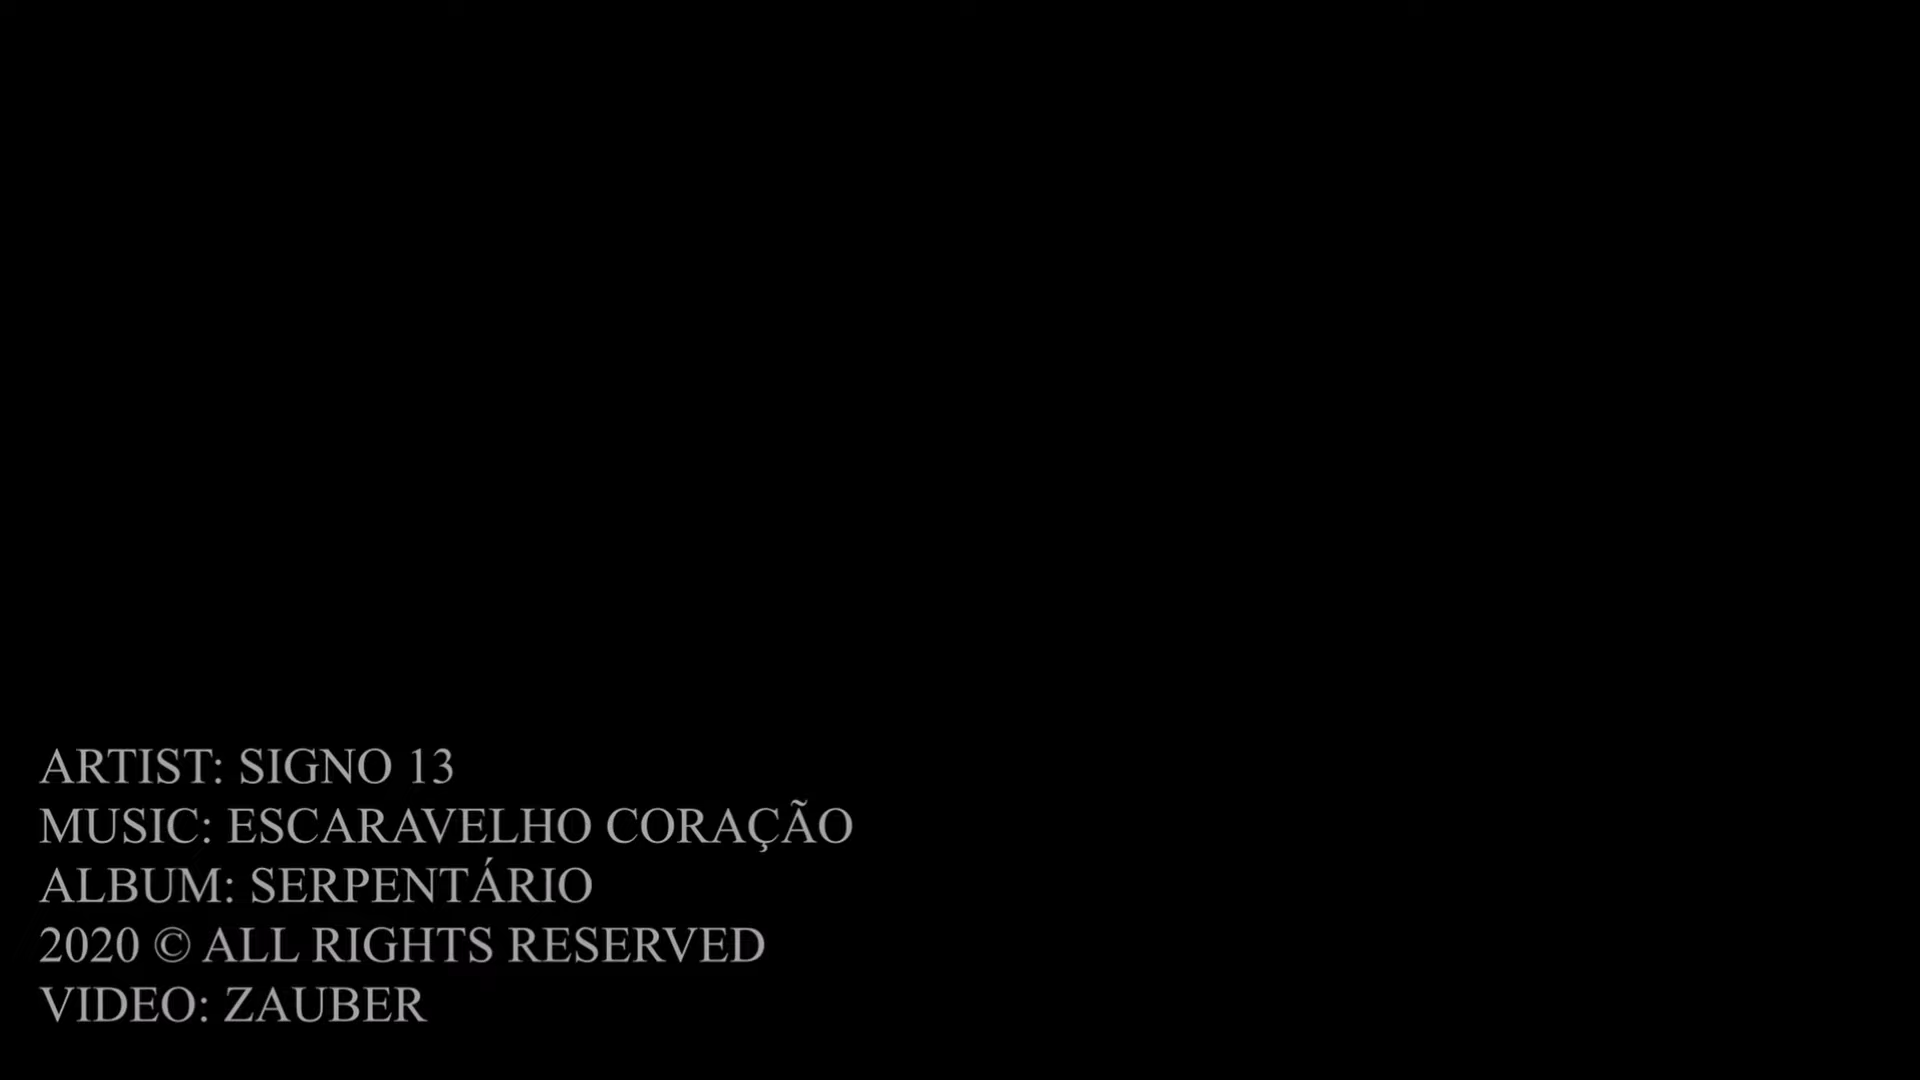 ARTIST: SIGNO 13
MUSIC: ESCARAVELHO CORAÇÃO
ALBUM: SERPENTÁRIO
2020 © ALL RIGHTS RESERVED
VIDEO: ZAUBER